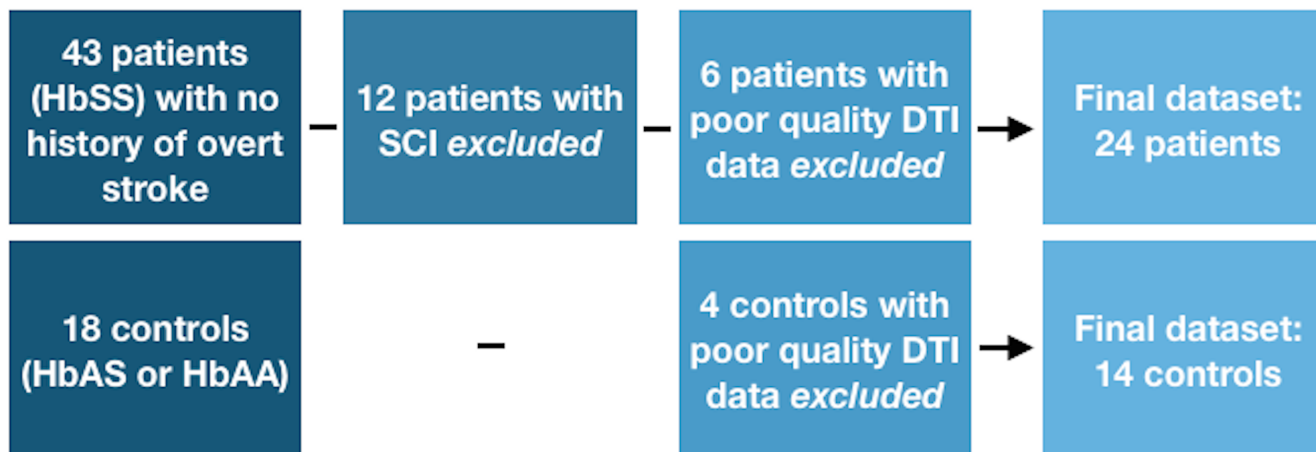 43 patients
(HbSS) with no
history of overt
stroke
12 patients with
SCI excluded
6 patients with
poor quality DTI
data excluded
Final dataset:
24 patients
18 controls
(HbAS or HbAA)
4 controls with
poor quality DTI
data excluded
Final dataset:
14 controls